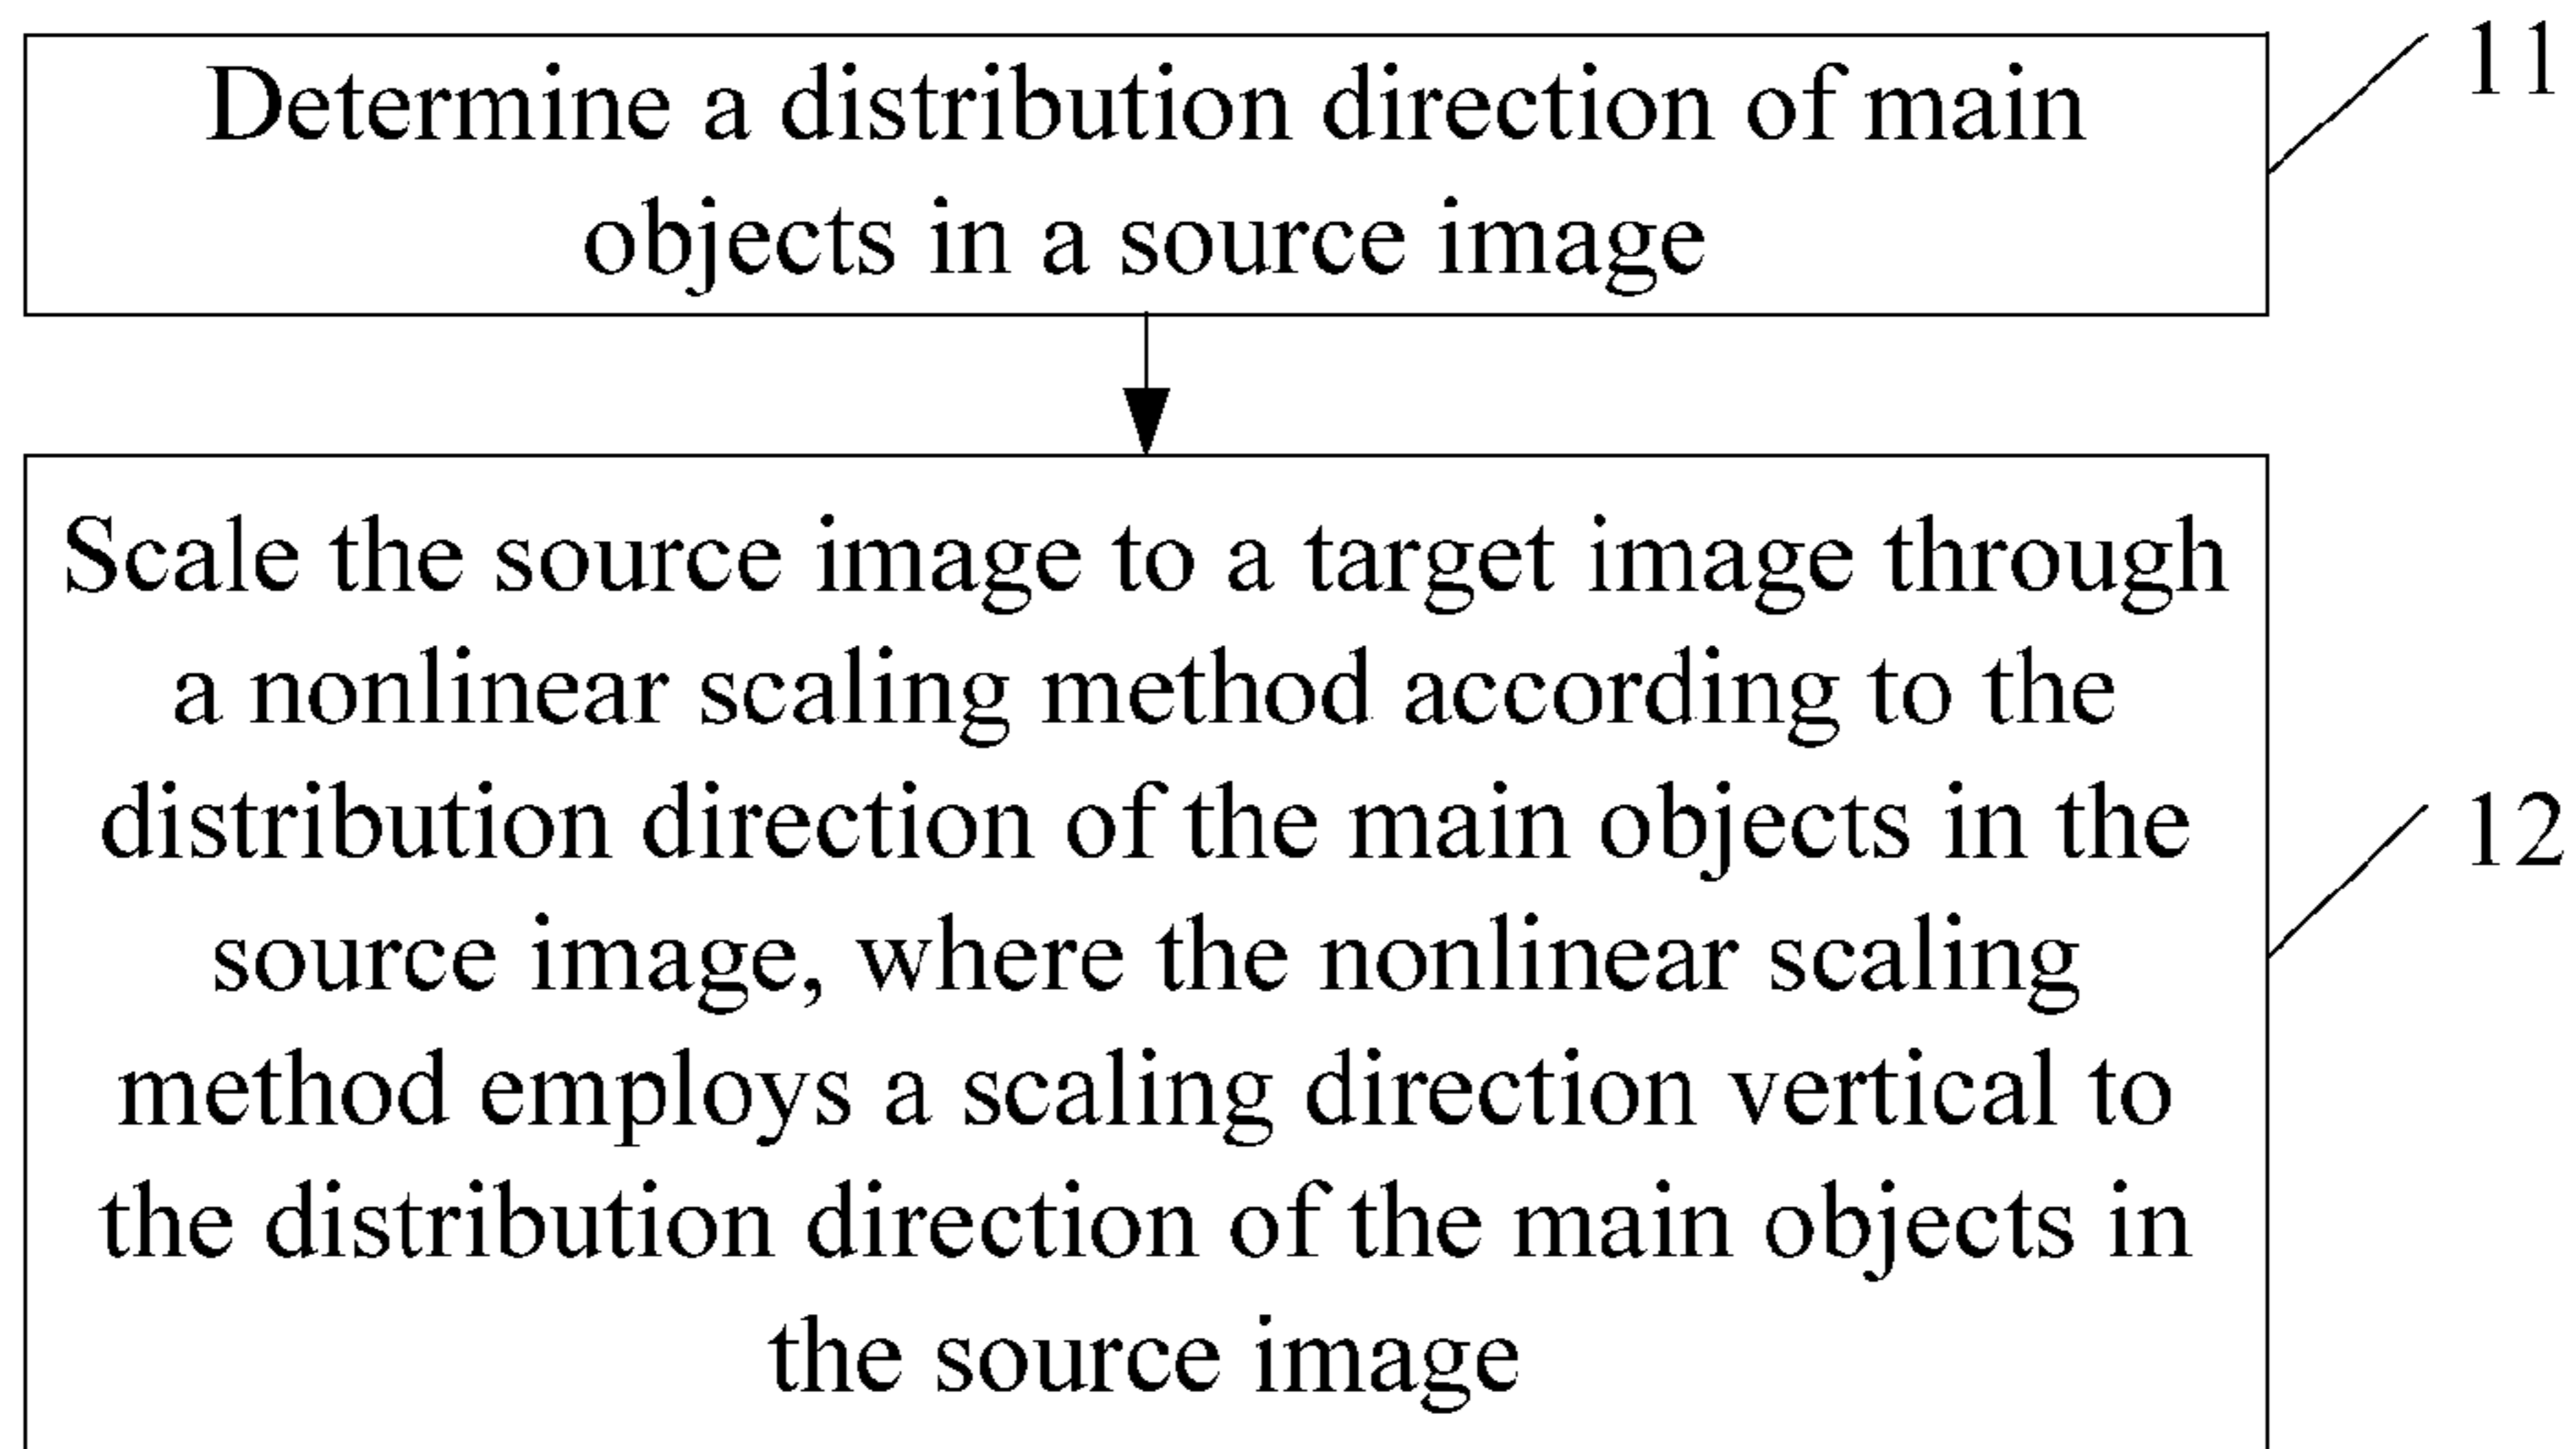 Determine a distribution direction of main
objects in a source image
11
Scale the source image to a target image through
a nonlinear scaling method according to the
distribution direction of the main objects in the
source image, where the nonlinear scaling
method employs a scaling direction vertical to
the distribution direction of the main objects in
the source image
12